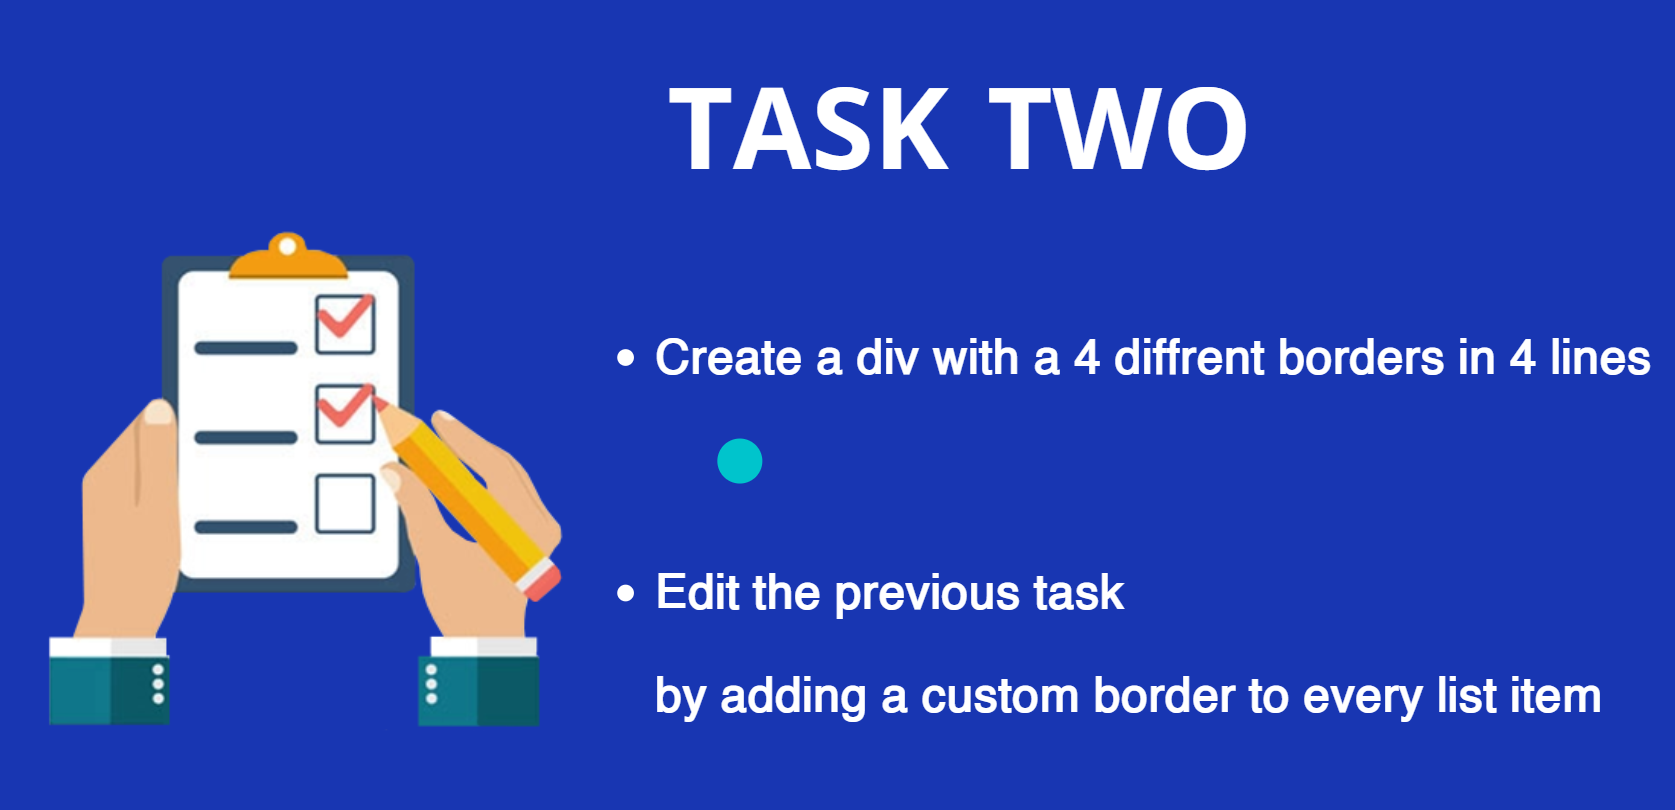 TASK TWO
• Create a div with a 4 diffrent borders in 4 lines
• Edit the previous task
by adding a custom border to every list item